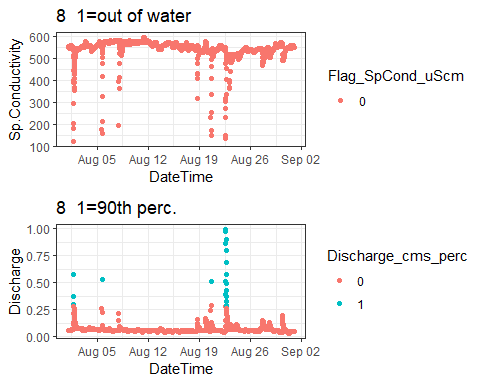 8 1=out of water
600
500
400
300
200
100
Sp.Conductivity
Aug 05
Aug 12
Aug 19
Aug 26
Sep 02
DateTime
Flag_SpCond_uScm
0
8 1=90th perc.
1.00
0.75
0.50
0.25
0.00
Discharge
Aug 05
Aug 12
Aug 19
Aug 26
Sep 02
DateTime
Discharge_cms_perc
0
1